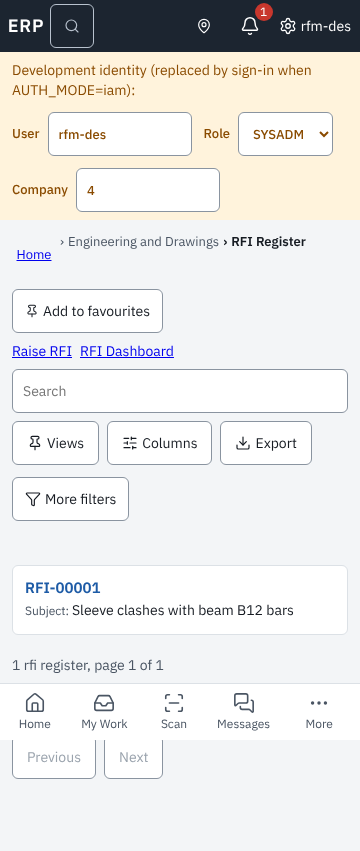 ERP
1
rfm-des
Development identity (replaced by sign-in when
AUTH_MODE=iam):
User rfm-des Role SYSADM
Company 4
Home › Engineering and Drawings › RFI Register
Add to favourites
Raise RFI RFI Dashboard
Search
Views Columns Export
More filters
RFI-00001
Subject: Sleeve clashes with beam B12 bars
1 rfi register, page 1 of 1
Home My Work Scan Messages More
Previous Next